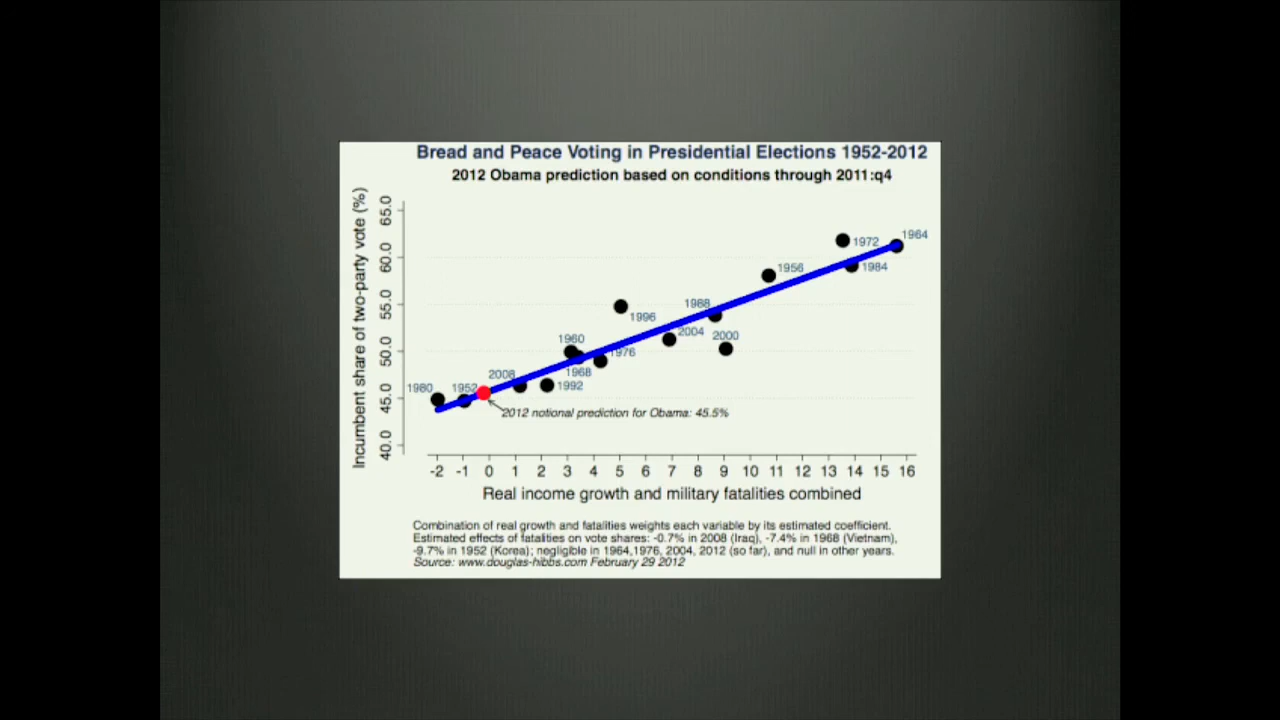 Bread and Peace Voting in Presidential Elections 1952-2012
2012 Obama prediction based on conditions through 2011:q4
Incumbent share of two-party vote (%)
65.0
60.0
55.0
50.0
45.0
40.0
1964
1972
1984
1956
1968
1996
2004
2000
1960
1976
1968
2008
1992
1980
1952
2012 notional prediction for Obama: 45.5%
-2 -1 0 1 2 3 4 5 6 7 8 9 10 11 12 13 14 15 16
Real income growth and military fatalities combined
Combination of real growth and fatalities weights each variable by its estimated coefficient.
Estimated effects of fatalities on vote shares: -0.7% in 2008 (Iraq), -7.4% in 1968 (Vietnam),
-9.7% in 1952 (Korea); negligible in 1964,1976, 2004, 2012 (so far), and null in other years.
Source: www.douglas-hibbs.com February 29 2012